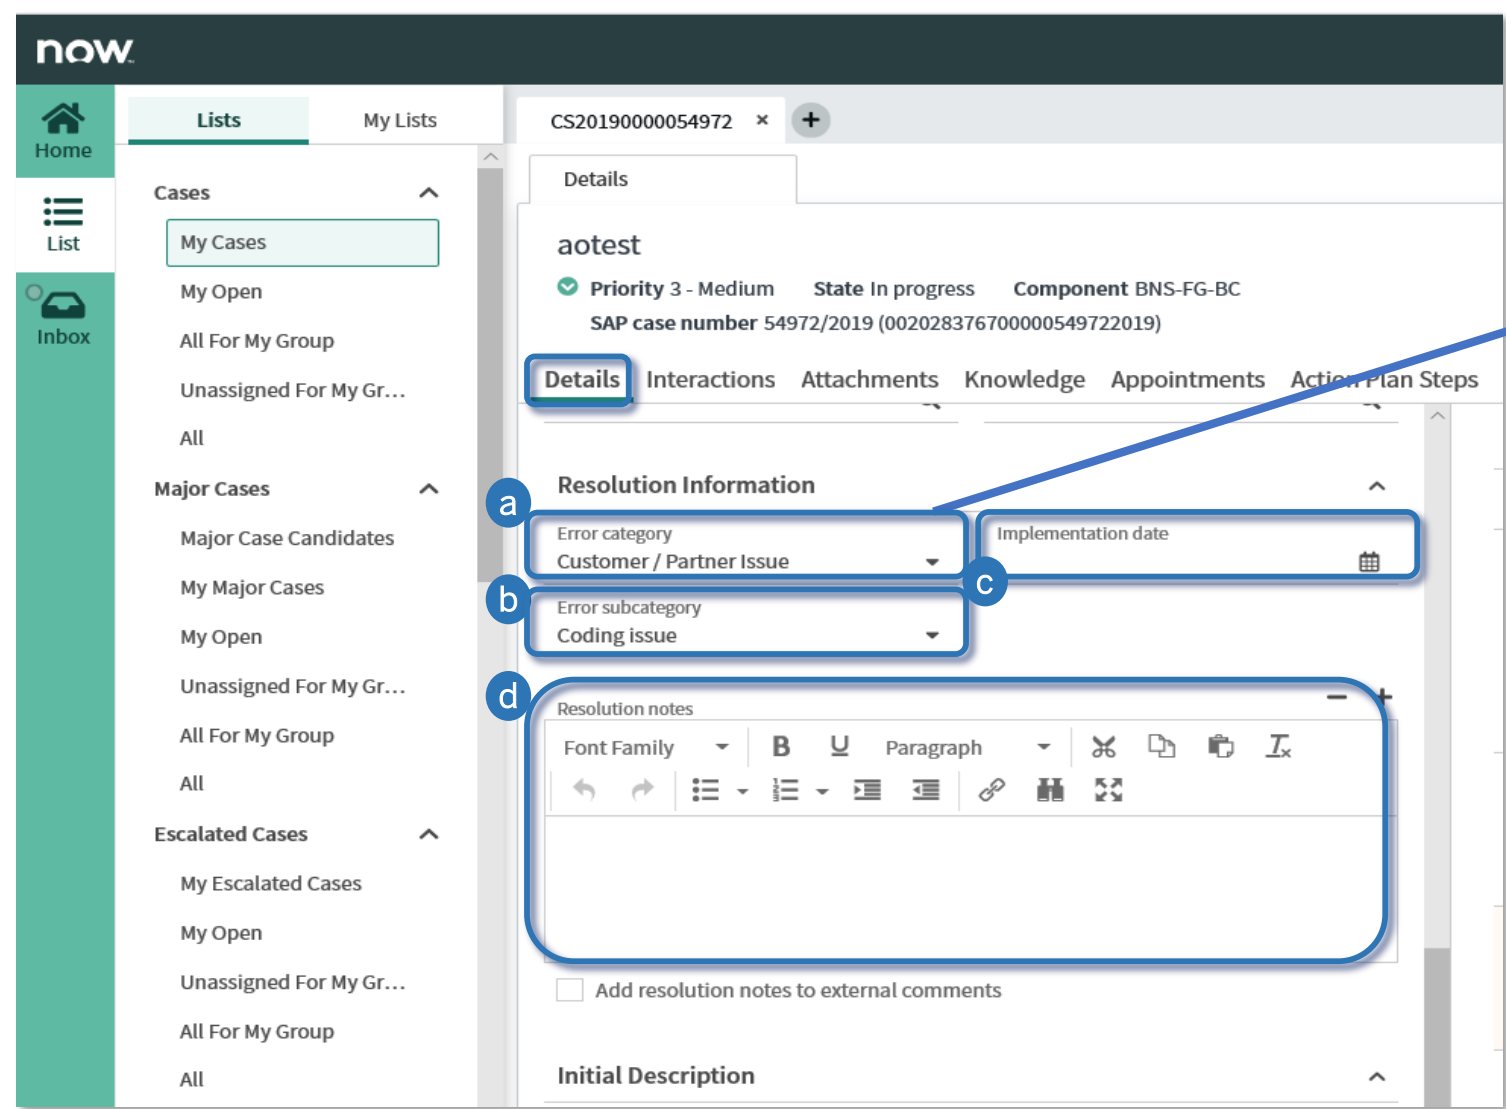 now
Home
List
Inbox
Lists
My Lists
Cases
My Cases
My Open
All For My Group
Unassigned For My Gr...
All
Major Cases
Major Case Candidates
My Major Cases
My Open
Unassigned For My Gr...
All For My Group
All
Escalated Cases
My Escalated Cases
My Open
Unassigned For My Gr...
All For My Group
All
CS20190000054972
Details
aotest
Priority 3 - Medium State In progress Component BNS-FG-BC
SAP case number 54972/2019 (002028376700000549722019)
Details Interactions Attachments Knowledge Appointments Action Plan Steps
Resolution Information
a
Error category
Customer / Partner Issue
Implementation date
c
b
Error subcategory
Coding issue
d
Resolution notes
Font Family B U Paragraph
Add resolution notes to external comments
Initial Description